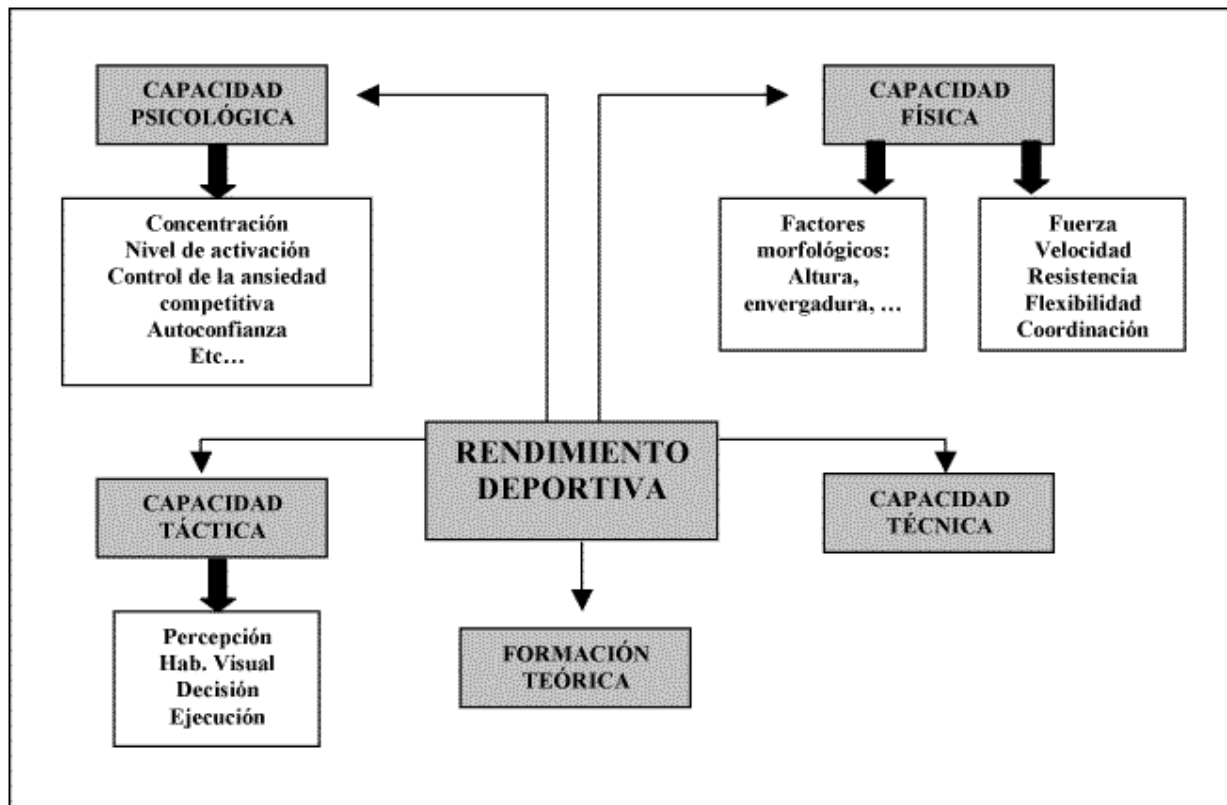 CAPACIDAD
PSICOLÓGICA
CAPACIDAD
FÍSICA
Concentración
Nivel de activación
Control de la ansiedad
competitiva
Autoconfianza
Etc…
Factores
morfológicos:
Altura,
envergadura, …
Fuerza
Velocidad
Resistencia
Flexibilidad
Coordinación
RENDIMIENTO
DEPORTIVA
CAPACIDAD
TÁCTICA
CAPACIDAD
TÉCNICA
Percepción
Hab. Visual
Decisión
Ejecución
FORMACIÓN
TEÓRICA